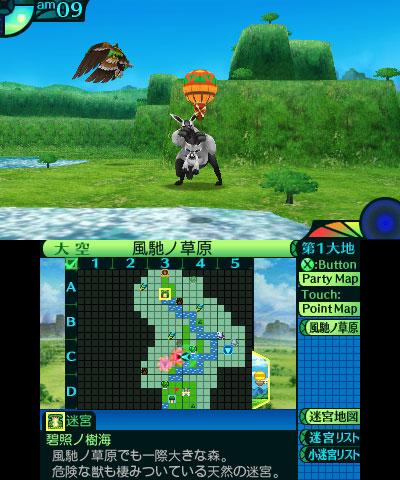 am 09
大空
風馳ノ草原
第1大地
1 2 3 4 5
A
B
C
D
X:Button
Party Map
Touch:
Point Map
風馳ノ草原
迷宮
碧照ノ樹海
風馳ノ草原でも一際大きな森。
危険な獣も棲みついている天然の迷宮。
迷宮地図
迷宮リスト
小迷宮リスト